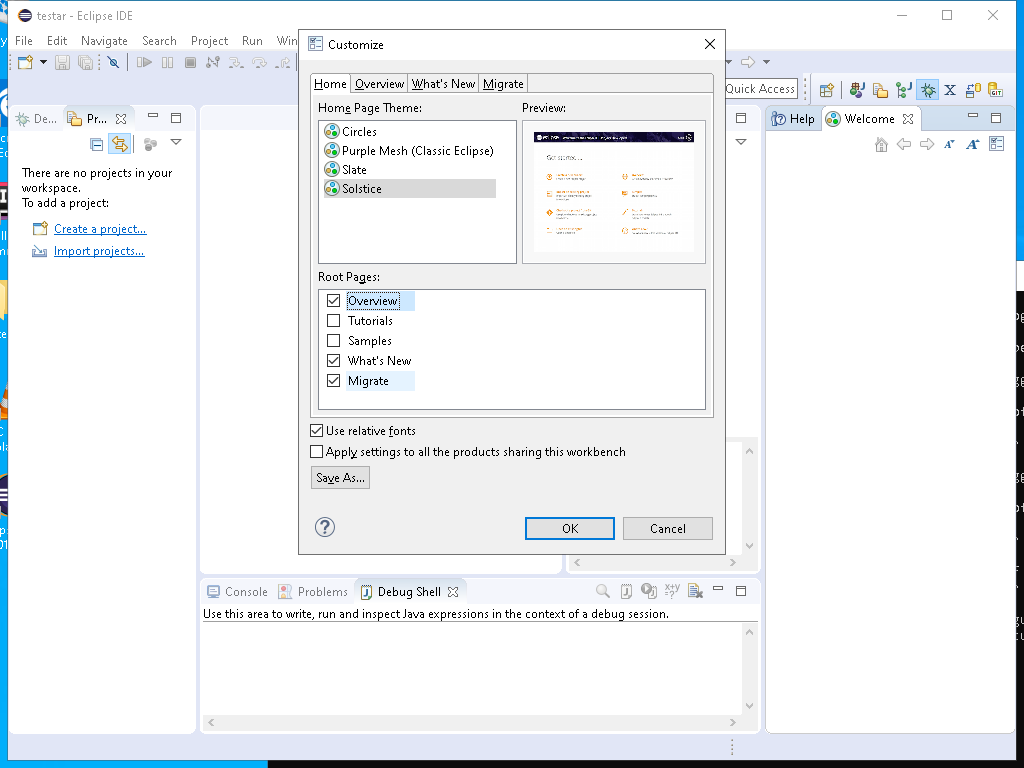 testar - Eclipse IDE
File Edit Navigate Search Project Run Win
Quick Access
De...
Pr...
There are no projects in your
workspace.
To add a project:
Create a project...
Import projects...
Customize
Home Overview What's New Migrate
Home Page Theme:
Preview:
Circles
Purple Mesh (Classic Eclipse)
Slate
Solstice
Root Pages:
Overview
Tutorials
Samples
What's New
Migrate
Use relative fonts
Apply settings to all the products sharing this workbench
Save As...
OK
Cancel
Help
Welcome
Console
Problems
Debug Shell
Use this area to write, run and inspect Java expressions in the context of a debug session.